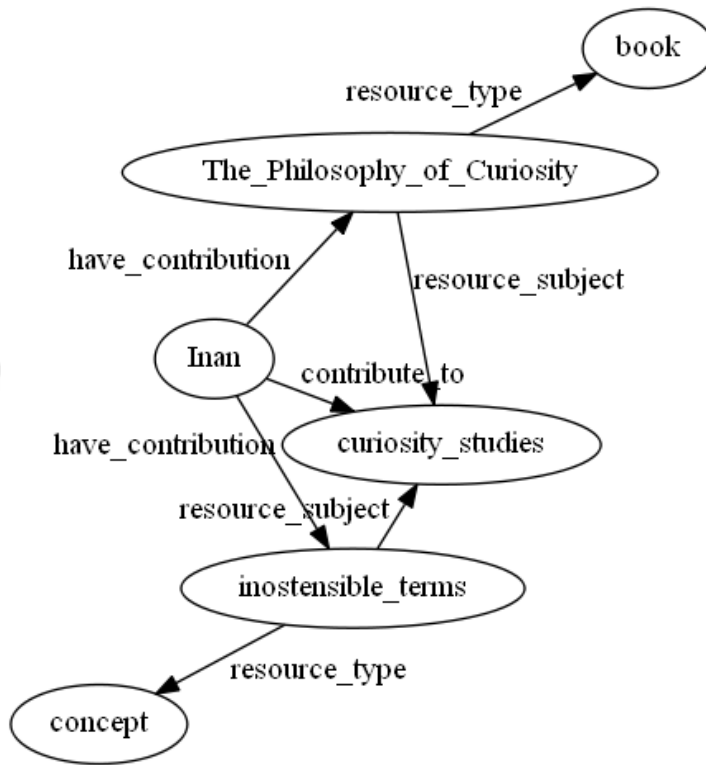 book
resource_type
The_Philosophy_of_Curiosity
have_contribution
resource_subject
Inan
contribute_to
have_contribution
curiosity_studies
resource_subject
inostensible_terms
resource_type
concept